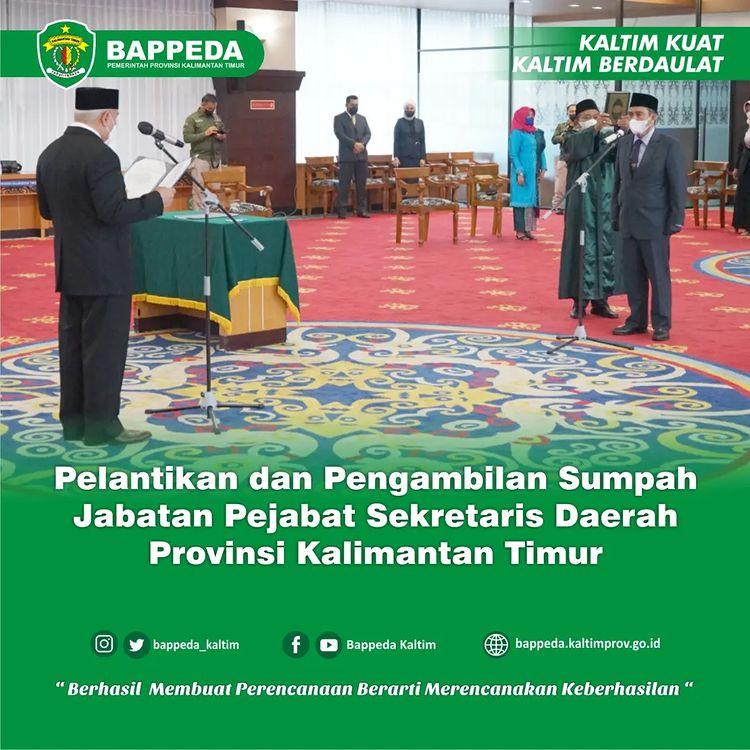 BAPPEDA
PEMERINTAH PROVINSI KALIMANTAN TIMUR
KALTIM KUAT
KALTIM BERDAULAT
Pelantikan dan Pengambilan Sumpah
Jabatan Pejabat Sekretaris Daerah
Provinsi Kalimantan Timur
bappeda_kaltim
Bappeda Kaltim
bappeda.kaltimprov.go.id
“ Berhasil Membuat Perencanaan Berarti Merencanakan Keberhasilan “